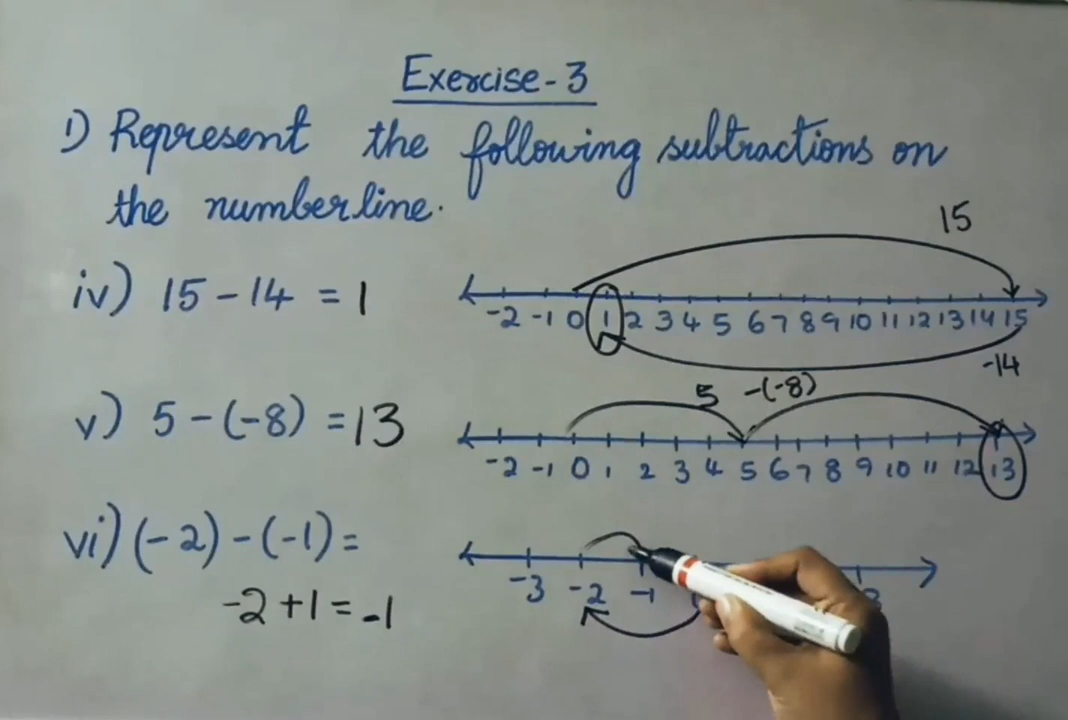 Exercise-3
1) Represent the following subtractions on
the numberline.
15
iv) 15 - 14 = 1
-2 -1 0 1 2 3 4 5 6 7 8 9 10 11 12 13 14 15
-14
5 -(-8)
v) 5 - (-8) = 13
-2 -1 0 1 2 3 4 5 6 7 8 9 10 11 12 13
vi) (-2) - (-1) =
-3 -2 -1
-2 + 1 = -1